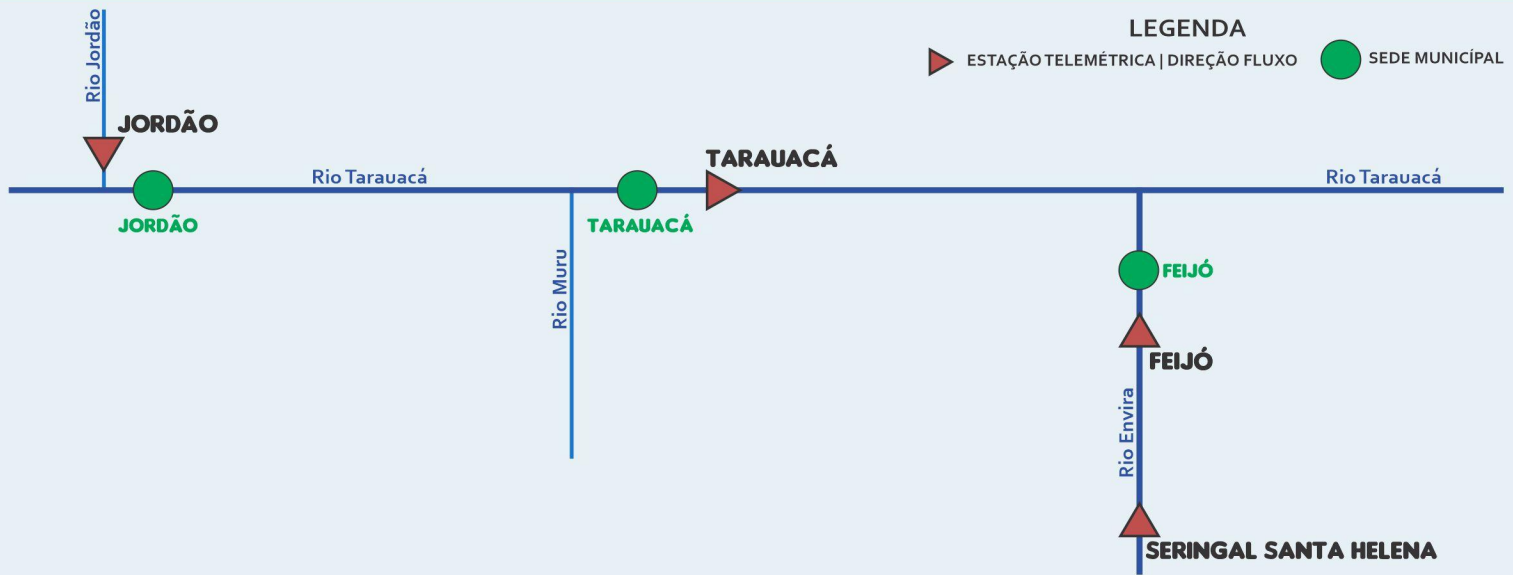 LEGENDA
ESTAÇÃO TELEMÉTRICA | DIREÇÃO FLUXO
SEDE MUNICÍPAL
Rio Jordão
JORDÃO
JORDÃO
Rio Tarauacá
TARAUACÁ
TARAUACÁ
Rio Tarauacá
Rio Muru
FEIJÓ
FEIJÓ
Rio Envira
SERINGAL SANTA HELENA